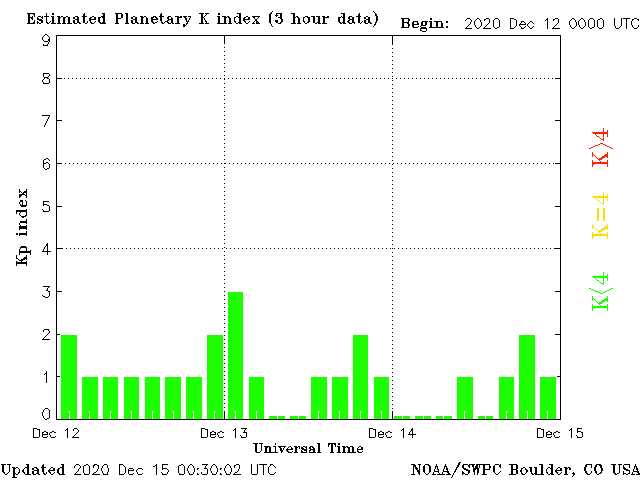 Estimated Planetary K index (3 hour data) Begin: 2020 Dec 12 0000 UTC
9
8
7
6
5
4
3
2
1
0
Kp index
K>4
K=4
K<4
Dec 12 Dec 13 Dec 14 Dec 15
Universal Time
Updated 2020 Dec 15 00:30:02 UTC NOAA/SWPC Boulder, CO USA